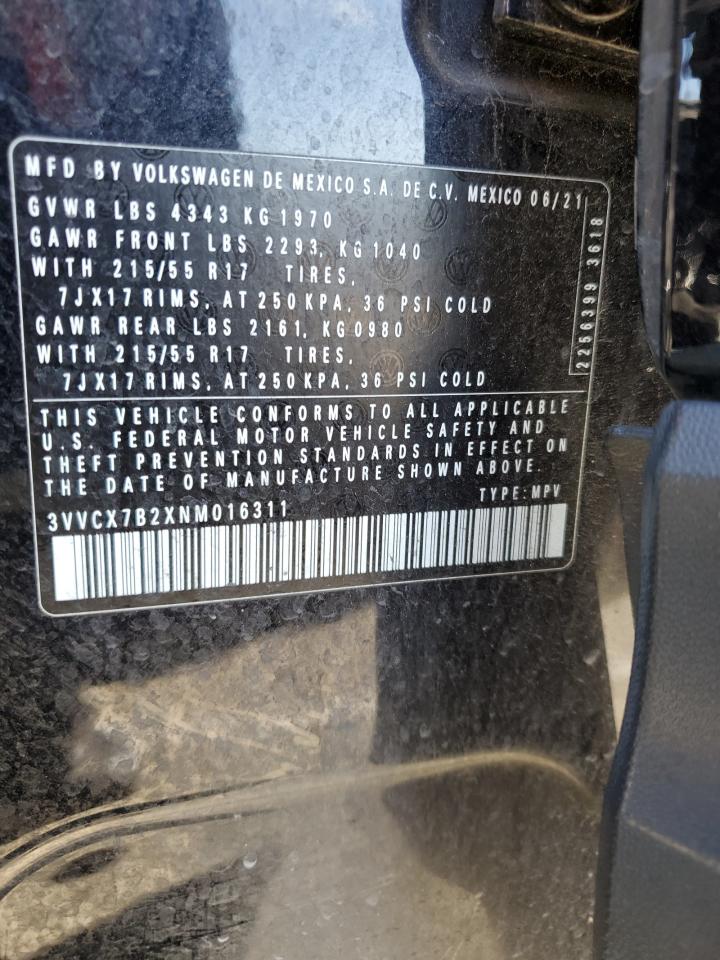 MFD BY VOLKSWAGEN DE MEXICO S.A. DE C.V. MEXICO 06/21
GVWR LBS 4343 KG 1970
GAWR FRONT LBS 2293, KG 1040
WITH 215/55 R17 TIRES,
7JX17 RIMS, AT 250 KPA, 36 PSI COLD
GAWR REAR LBS 2161, KG 0980
WITH 215/55 R17 TIRES,
7JX17 RIMS, AT 250 KPA, 36 PSI COLD
2256399 3618
THIS VEHICLE CONFORMS TO ALL APPLICABLE
U.S. FEDERAL MOTOR VEHICLE SAFETY AND
THEFT PREVENTION STANDARDS IN EFFECT ON
THE DATE OF MANUFACTURE SHOWN ABOVE.
TYPE: MPV
3VVCX7B2XNM016311